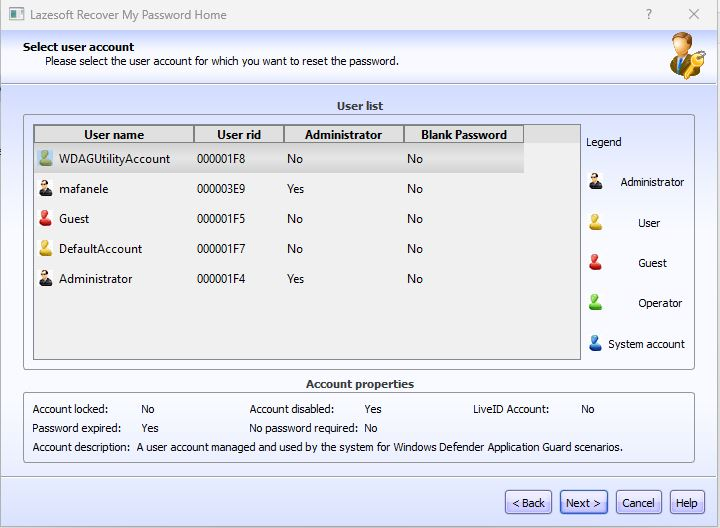 Lazesoft Recover My Password Home ?
Select user account
Please select the user account for which you want to reset the password.
User list
User name User rid Administrator Blank Password
WDAGUtilityAccount 000001F8 No No
mafanele 000003E9 Yes No
Guest 000001F5 No No
DefaultAccount 000001F7 No No
Administrator 000001F4 Yes No
Legend
Administrator
User
Guest
Operator
System account
Account properties
Account locked: No Account disabled: Yes LiveID Account: No
Password expired: Yes No password required: No
Account description: A user account managed and used by the system for Windows Defender Application Guard scenarios.
< Back Next > Cancel Help